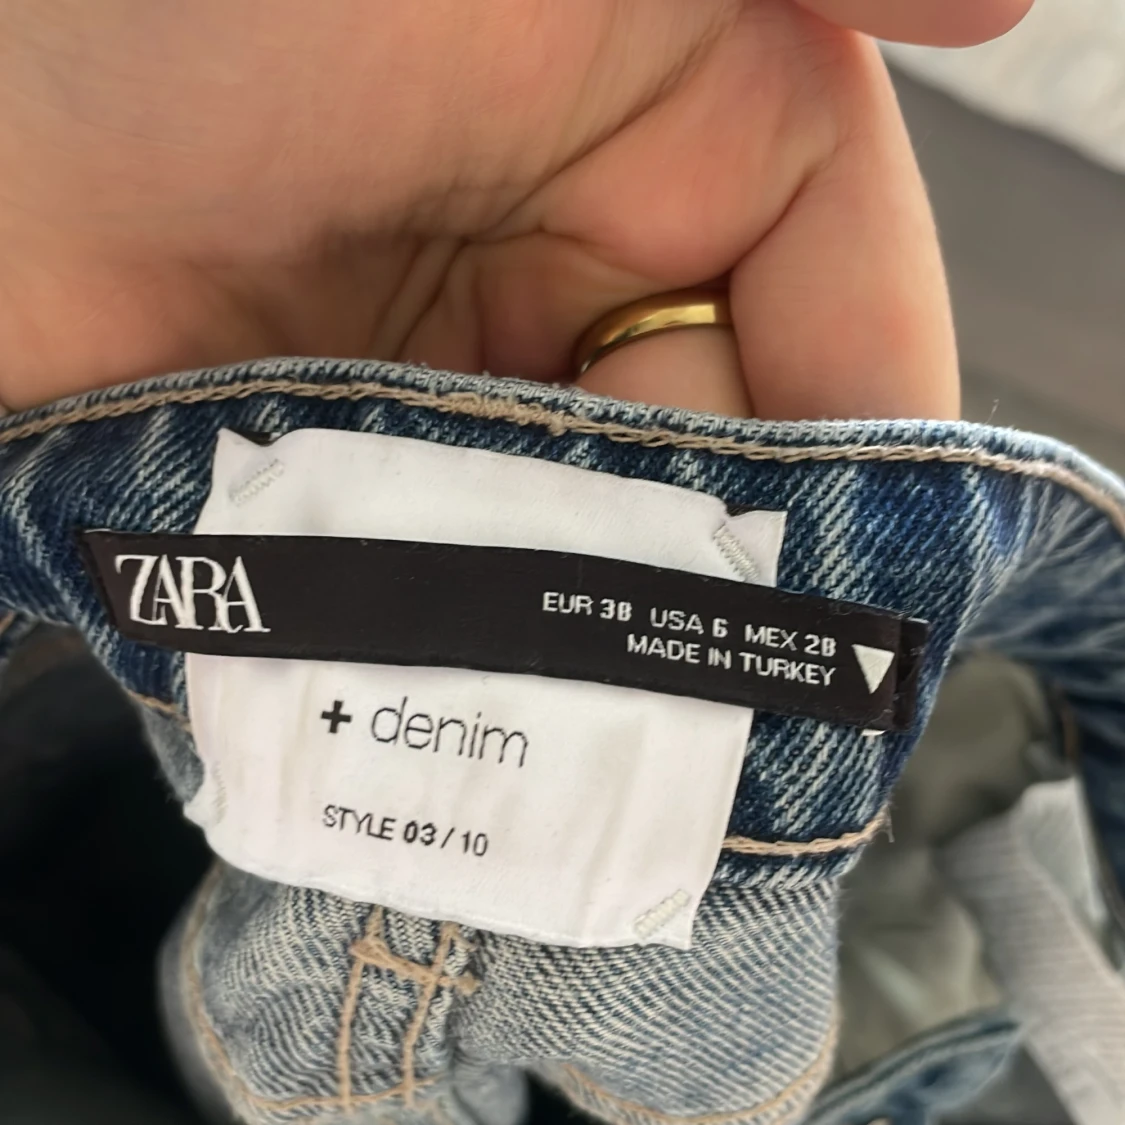 ZARA
EUR 38 USA 6 MEX 28
MADE IN TURKEY
+ denim
STYLE 03 / 10